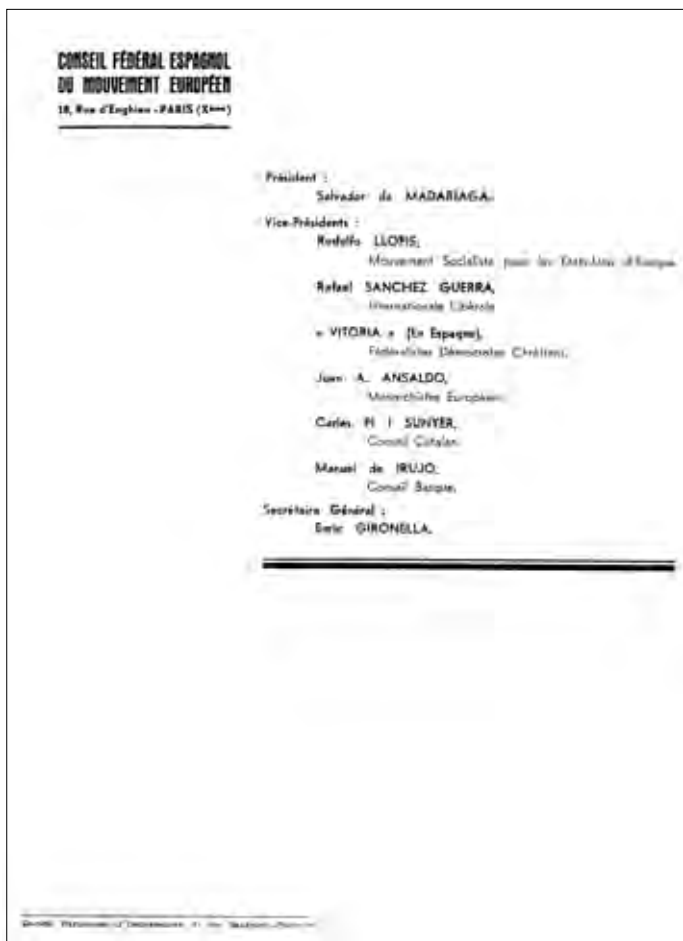 CONSEIL FÉDÉRAL ESPAGNOL
DU MOUVEMENT EUROPÉEN
18, Rue d'Enghien - PARIS (Xème)
Président :
Salvador de MADARIAGA.
Vice-Présidents :
Rodolfo LLOPIS,
Mouvement Socialiste pour les Etats-Unis d'Europe
Rafael SANCHEZ GUERRA,
Internationale Libérale
« VITORIA » (En Espagne),
Fédéralistes Démocrates Chrétiens.
Juan A. ANSALDO,
Monarchistes Européens
Carles PI I SUNYER,
Conseil Catalan
Manuel de IRUJO,
Conseil Basque.
Secrétaire Général :
Enric GIRONELLA.